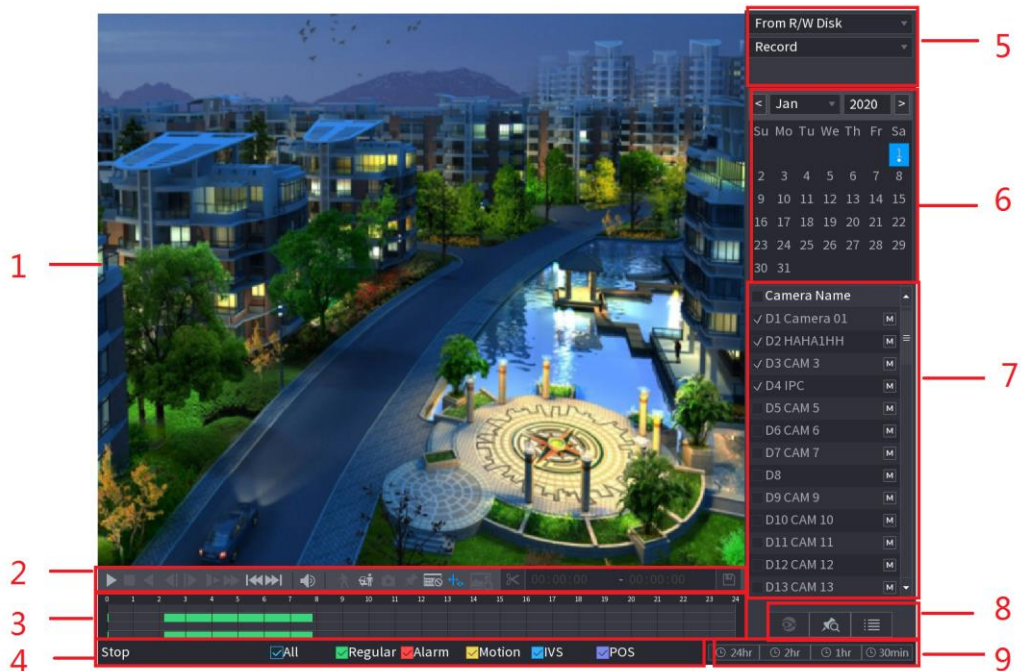 From R/W Disk
Record
5
< Jan 2020 >
Su Mo Tu We Th Fr Sa
1
2 3 4 5 6 7 8
9 10 11 12 13 14 15
16 17 18 19 20 21 22
23 24 25 26 27 28 29
30 31
6
1
Camera Name
D1 Camera 01 M
D2 HAHA1HH M
D3 CAM 3 M
D4 IPC M
D5 CAM 5 M
D6 CAM 6 M
D7 CAM 7 M
D8 M
D9 CAM 9 M
D10 CAM 10 M
D11 CAM 11 M
D12 CAM 12 M
D13 CAM 13 M
7
2
00:00:00 - 00:00:00
0 1 2 3 4 5 6 7 8 9 10 11 12 13 14 15 16 17 18 19 20 21 22 23 24
3
8
4
Stop All Regular Alarm Motion IVS POS
24hr 2hr 1hr 30min
9